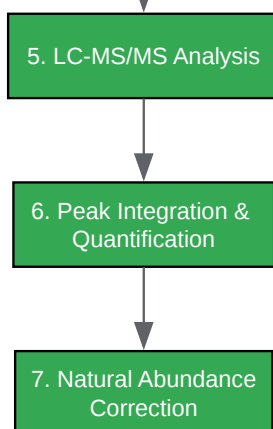 5. LC-MS/MS Analysis
6. Peak Integration &
Quantification
7. Natural Abundance
Correction